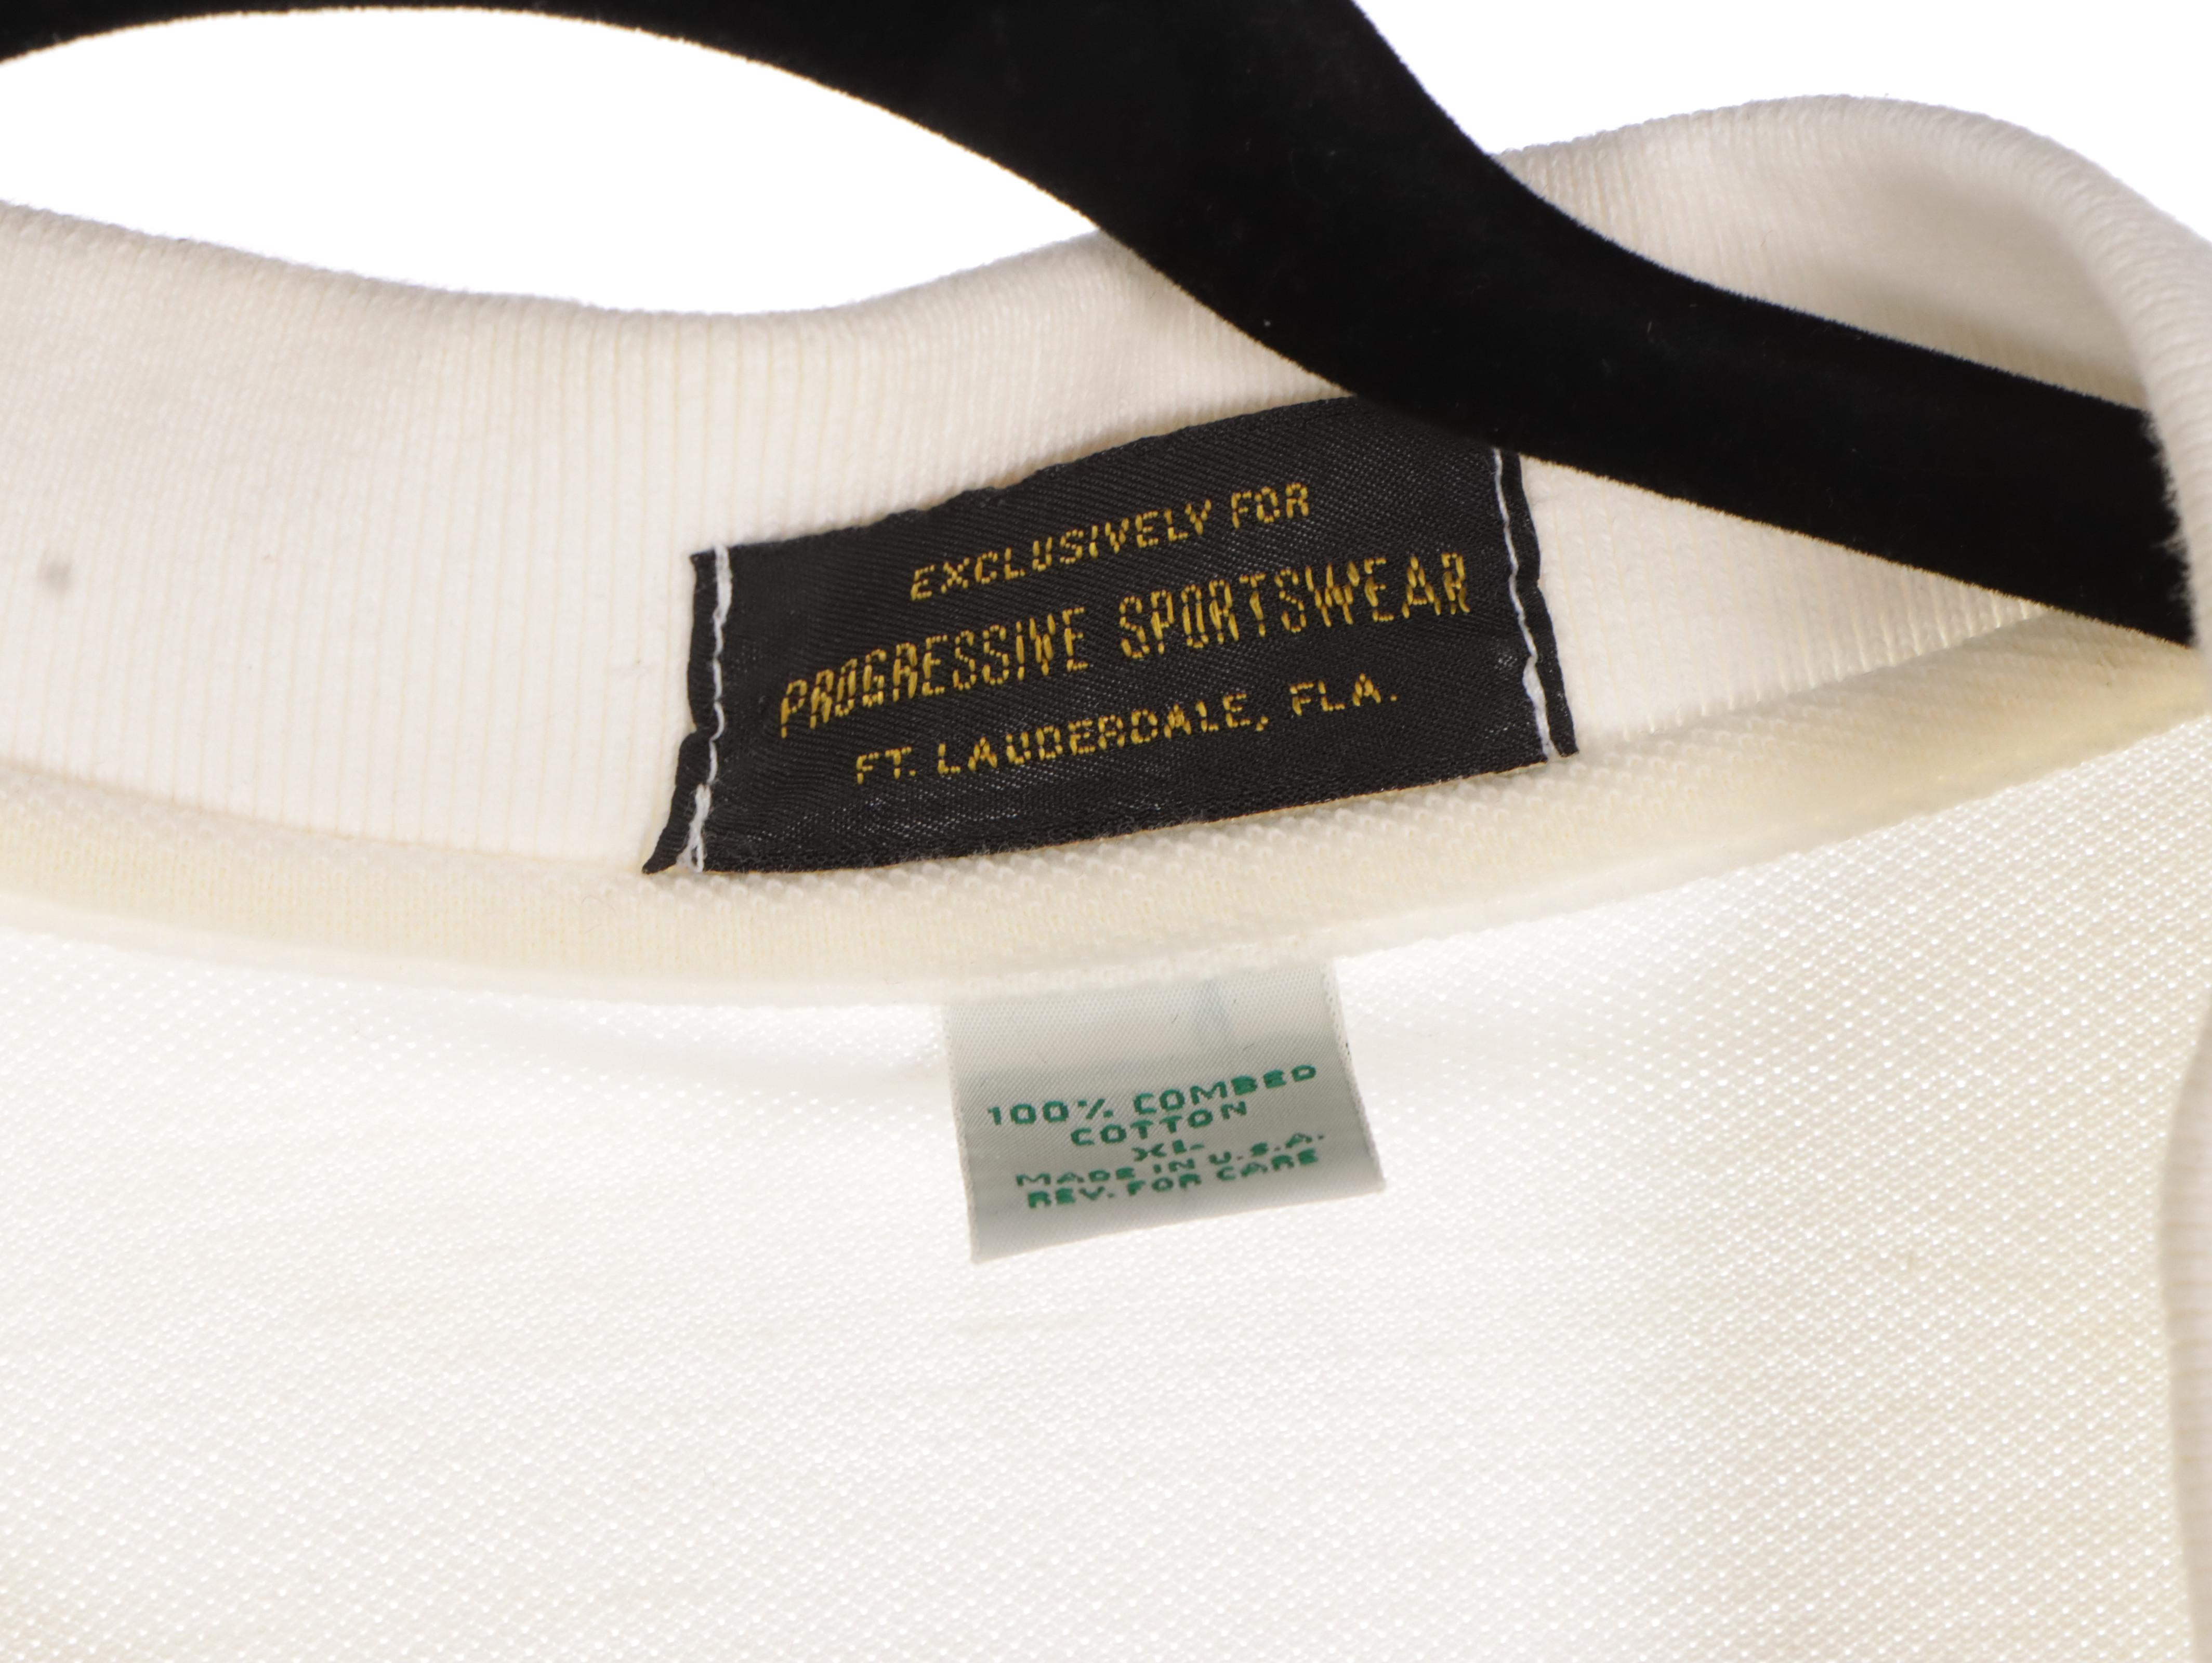 EXCLUSIVELY FOR
PROGRESSIVE SPORTSWEAR
FT. LAUDERDALE, FLA.
100% COMBED
COTTON
XL
MADE IN U.S.A.
REV. FOR CARE